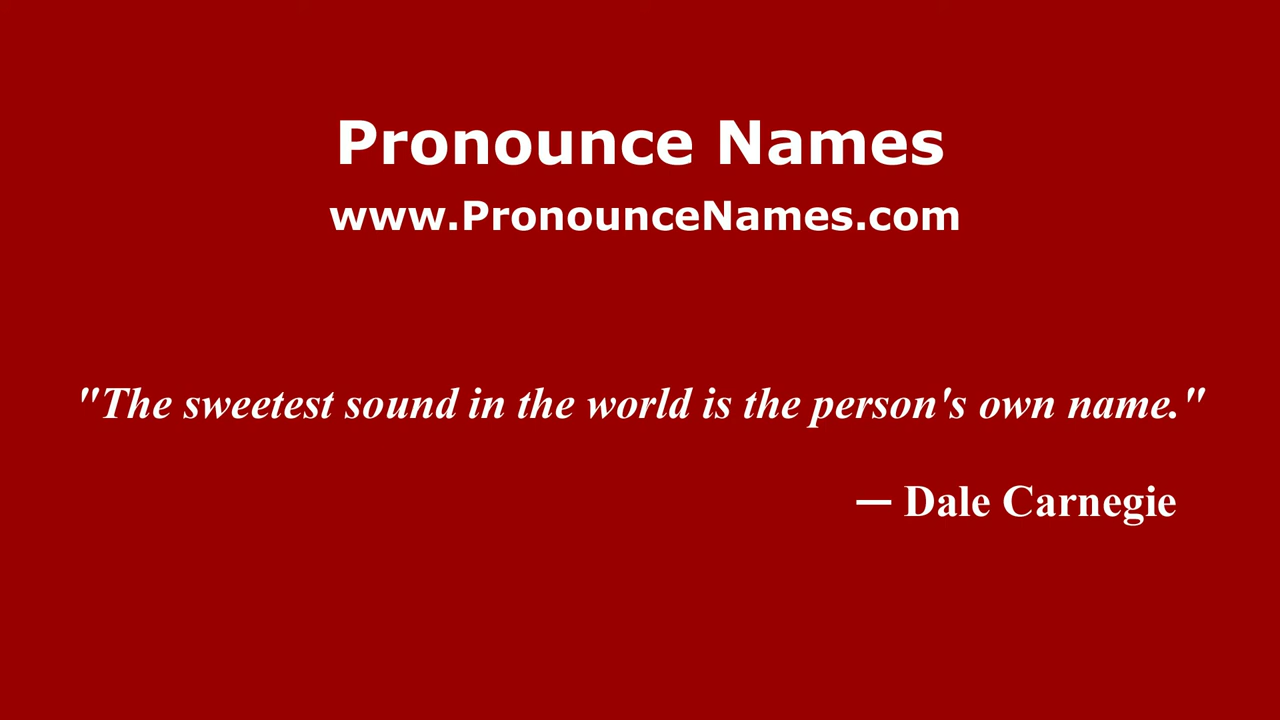 Pronounce Names
www.PronounceNames.com
"The sweetest sound in the world is the person's own name."
— Dale Carnegie